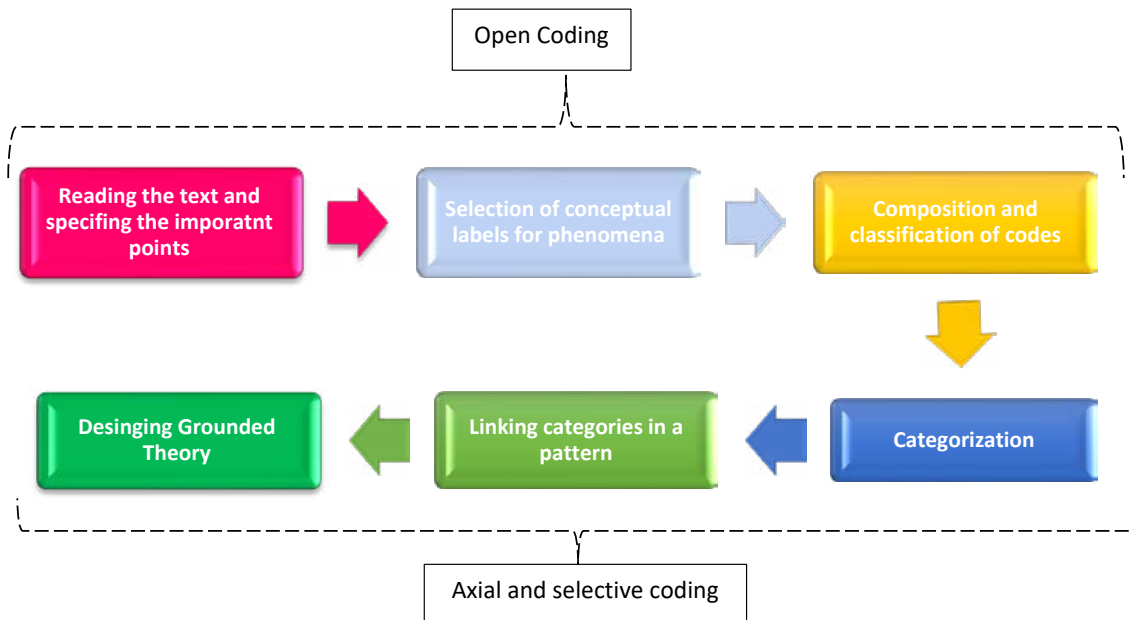 Open Coding
Reading the text and
specifing the imporatnt
points
Selection of conceptual
labels for phenomena
Composition and
classification of codes
Categorization
Linking categories in a
pattern
Desinging Grounded
Theory
Axial and selective coding